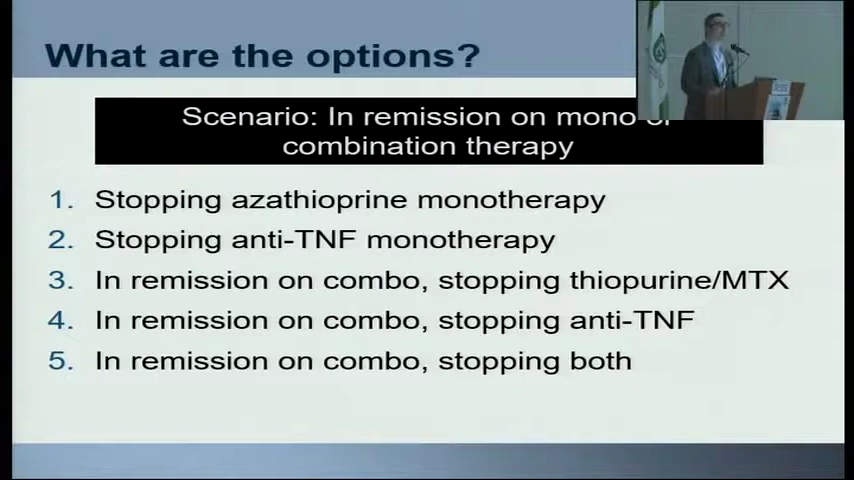 What are the options?
Scenario: In remission on mono or
combination therapy
1. Stopping azathioprine monotherapy
2. Stopping anti-TNF monotherapy
3. In remission on combo, stopping thiopurine/MTX
4. In remission on combo, stopping anti-TNF
5. In remission on combo, stopping both